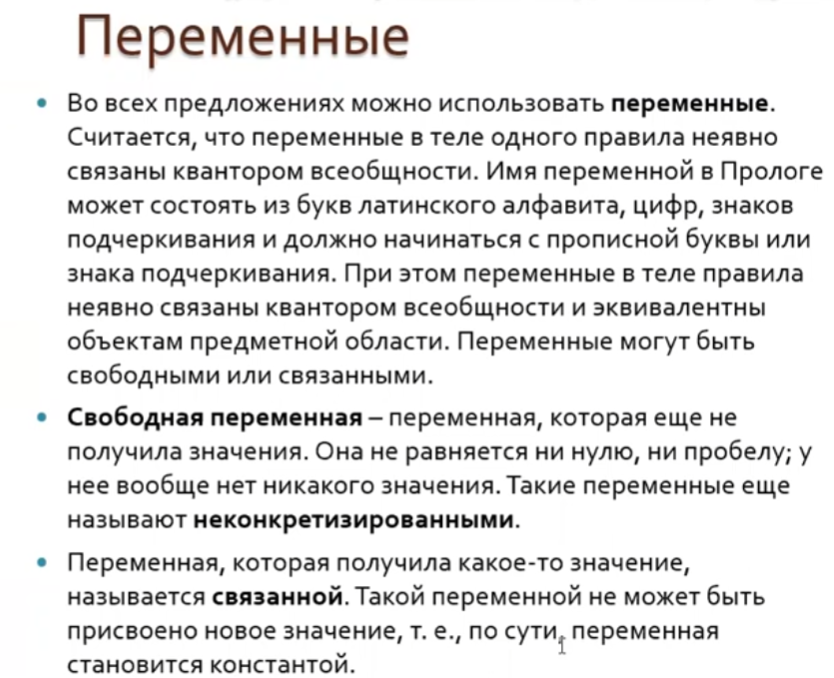 Переменные
• Во всех предложениях можно использовать переменные.
Считается, что переменные в теле одного правила неявно
связаны квантором всеобщности. Имя переменной в Прологе
может состоять из букв латинского алфавита, цифр, знаков
подчеркивания и должно начинаться с прописной буквы или
знака подчеркивания. При этом переменные в теле правила
неявно связаны квантором всеобщности и эквивалентны
объектам предметной области. Переменные могут быть
свободными или связанными.
• Свободная переменная – переменная, которая еще не
получила значения. Она не равняется ни нулю, ни пробелу; у
нее вообще нет никакого значения. Такие переменные еще
называют неконкретизированными.
• Переменная, которая получила какое-то значение,
называется связанной. Такой переменной не может быть
присвоено новое значение, т. е., по сути, переменная
становится константой.